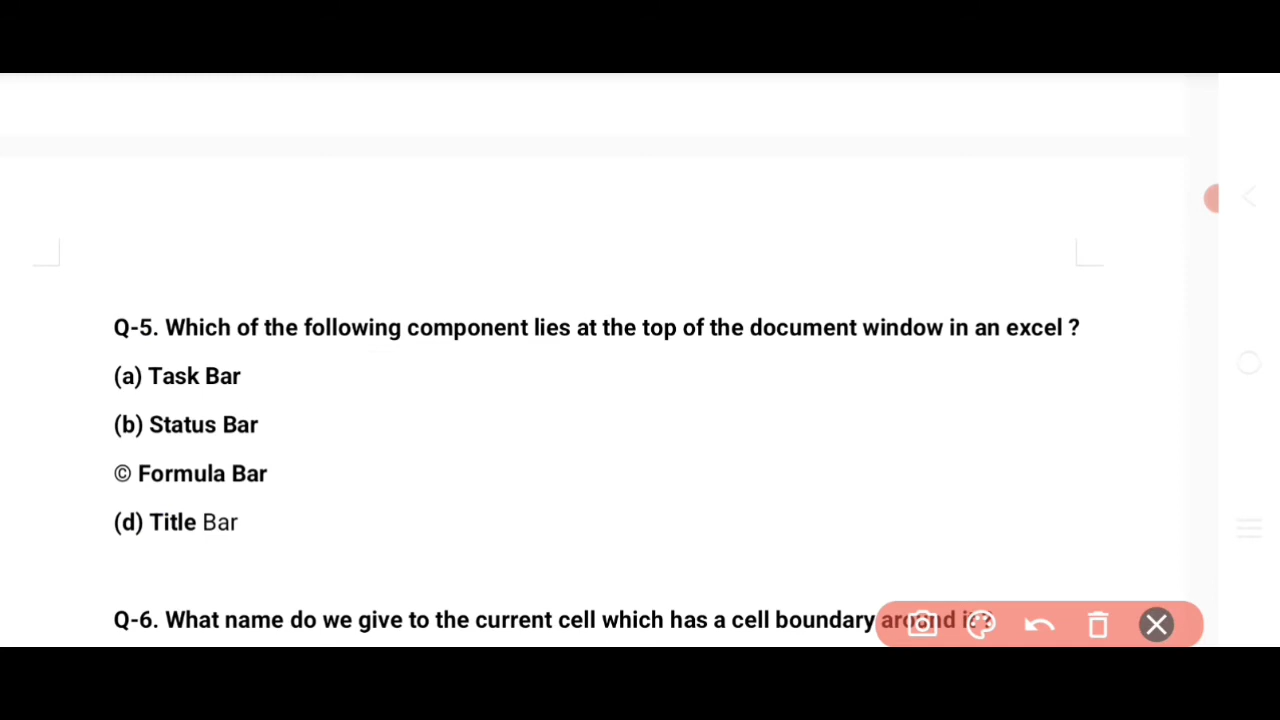 Q-5. Which of the following component lies at the top of the document window in an excel ?
(a) Task Bar
(b) Status Bar
© Formula Bar
(d) Title Bar
Q-6. What name do we give to the current cell which has a cell boundary around it ?